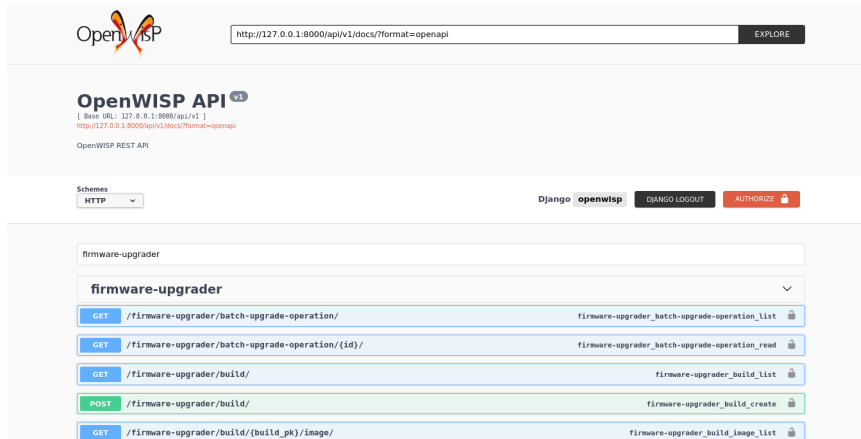 OpenWISP
http://127.0.0.1:8000/api/v1/docs/?format=openapi EXPLORE
OpenWISP API v1
[ Base URL: 127.0.0.1:8000/api/v1 ]
http://127.0.0.1:8000/api/v1/docs/?format=openapi
OpenWISP REST API
Schemes
HTTP
Django openwisp DJANGO LOGOUT AUTHORIZE
firmware-upgrader
firmware-upgrader
GET /firmware-upgrader/batch-upgrade-operation/ firmware-upgrader_batch-upgrade-operation_list
GET /firmware-upgrader/batch-upgrade-operation/{id}/ firmware-upgrader_batch-upgrade-operation_read
GET /firmware-upgrader/build/ firmware-upgrader_build_list
POST /firmware-upgrader/build/ firmware-upgrader_build_create
GET /firmware-upgrader/build/{build_pk}/image/ firmware-upgrader_build_image_list